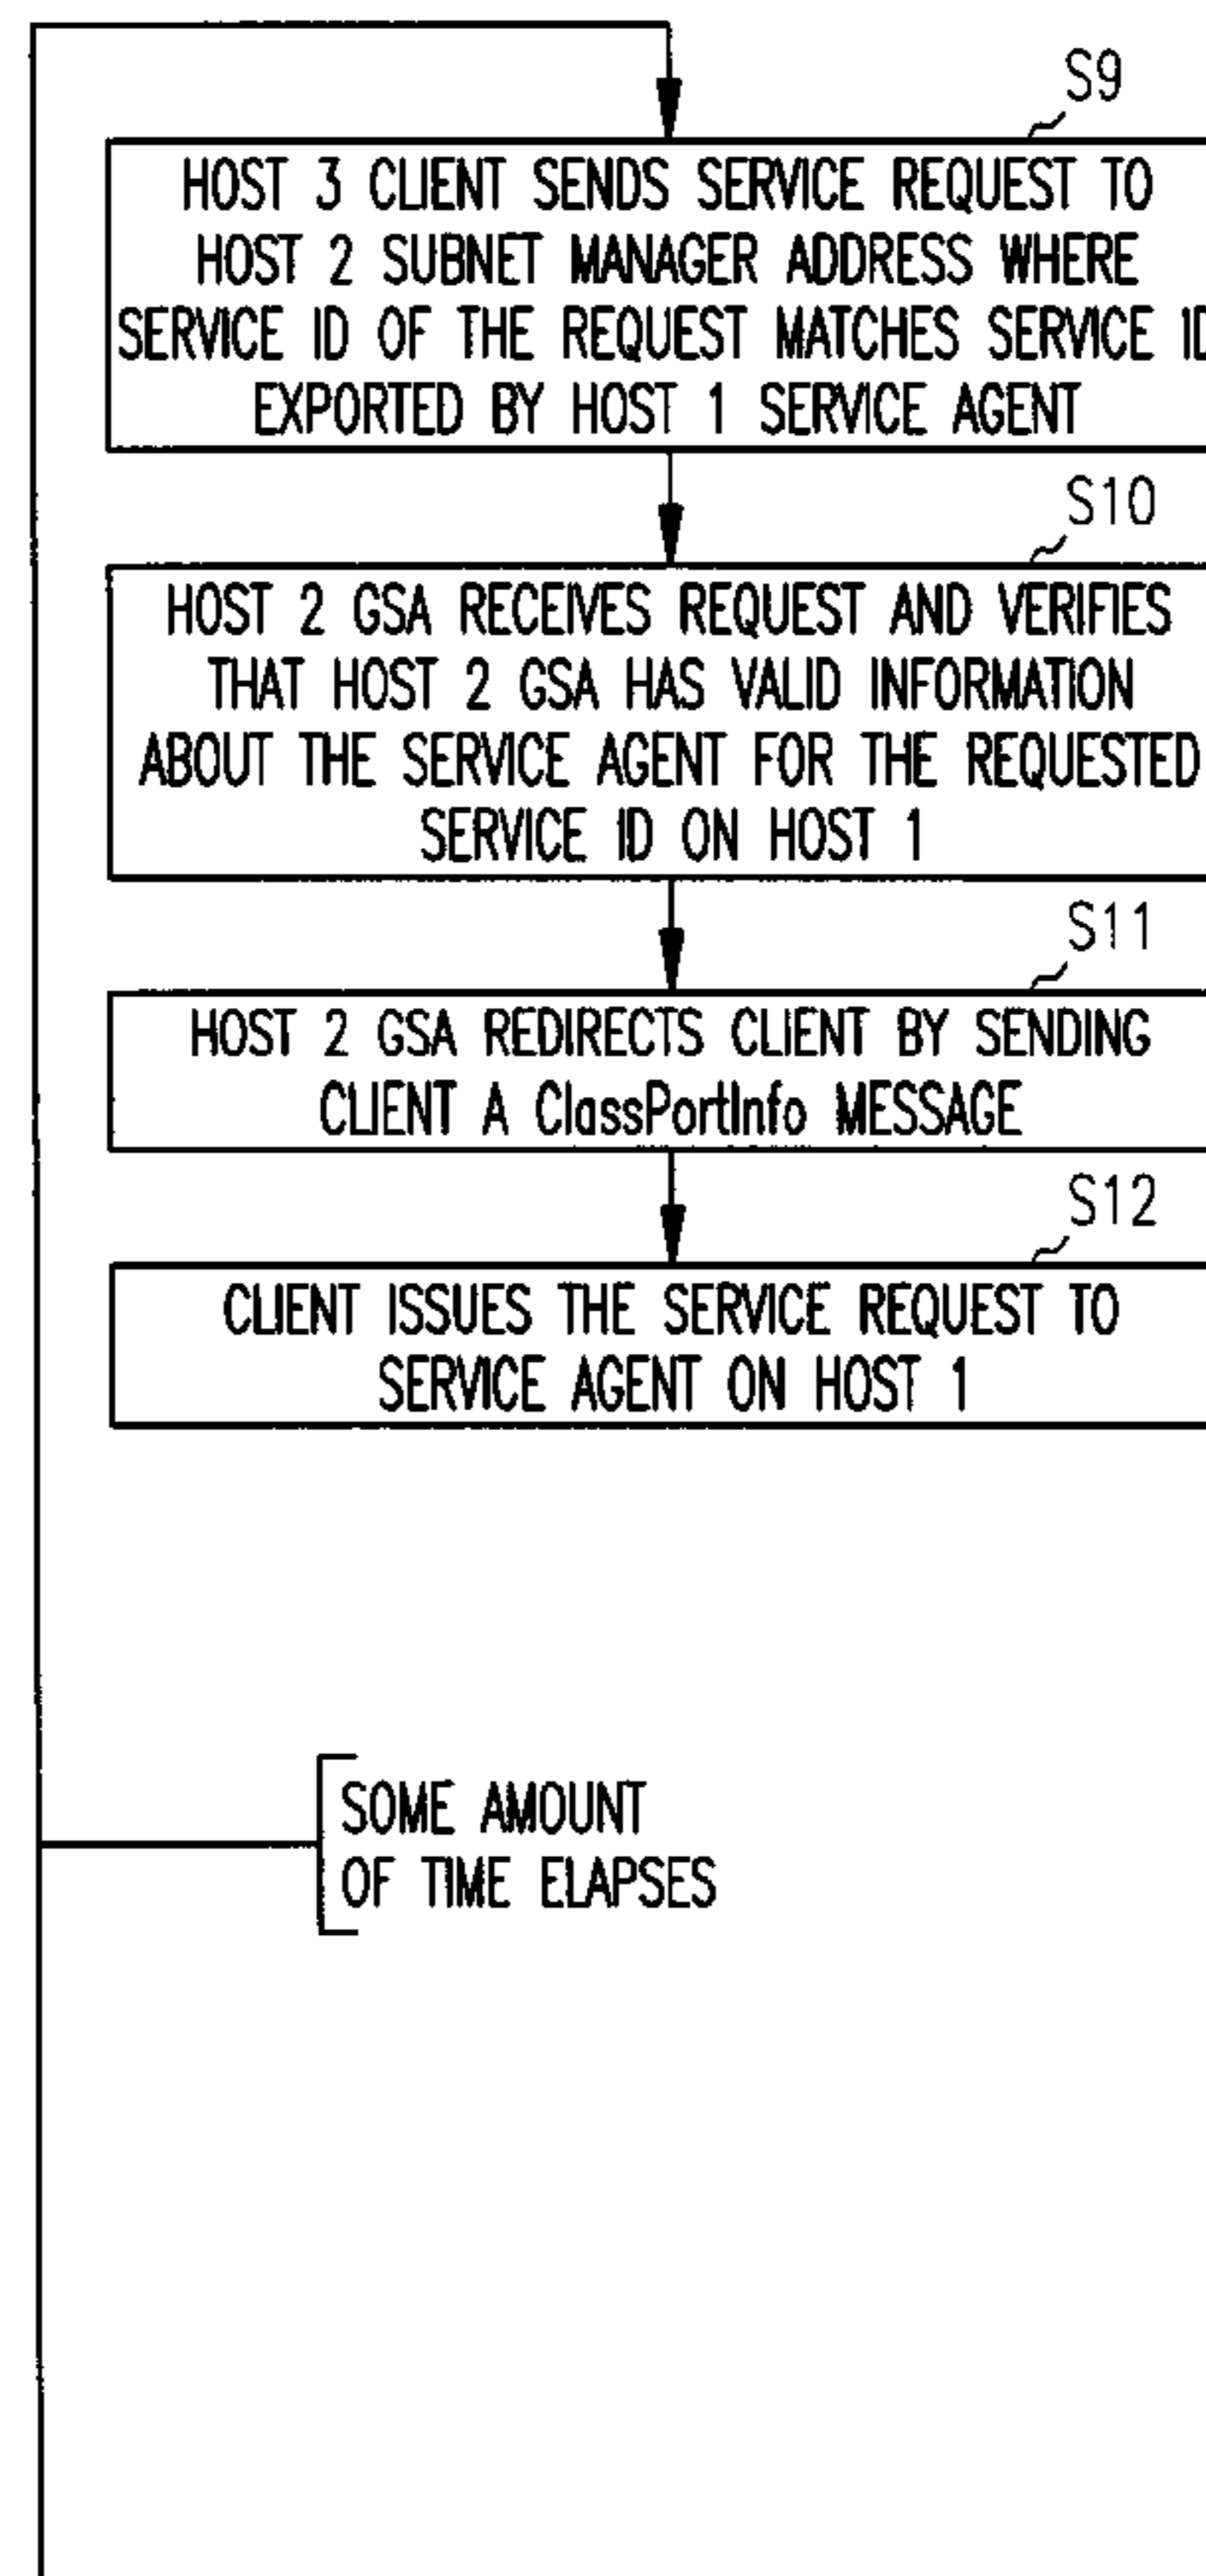 S9
HOST 3 CLIENT SENDS SERVICE REQUEST TO
HOST 2 SUBNET MANAGER ADDRESS WHERE
SERVICE ID OF THE REQUEST MATCHES SERVICE ID
EXPORTED BY HOST 1 SERVICE AGENT
S10
HOST 2 GSA RECEIVES REQUEST AND VERIFIES
THAT HOST 2 GSA HAS VALID INFORMATION
ABOUT THE SERVICE AGENT FOR THE REQUESTED
SERVICE ID ON HOST 1
S11
HOST 2 GSA REDIRECTS CLIENT BY SENDING
CLIENT A ClassPortInfo MESSAGE
S12
CLIENT ISSUES THE SERVICE REQUEST TO
SERVICE AGENT ON HOST 1
SOME AMOUNT
OF TIME ELAPSES